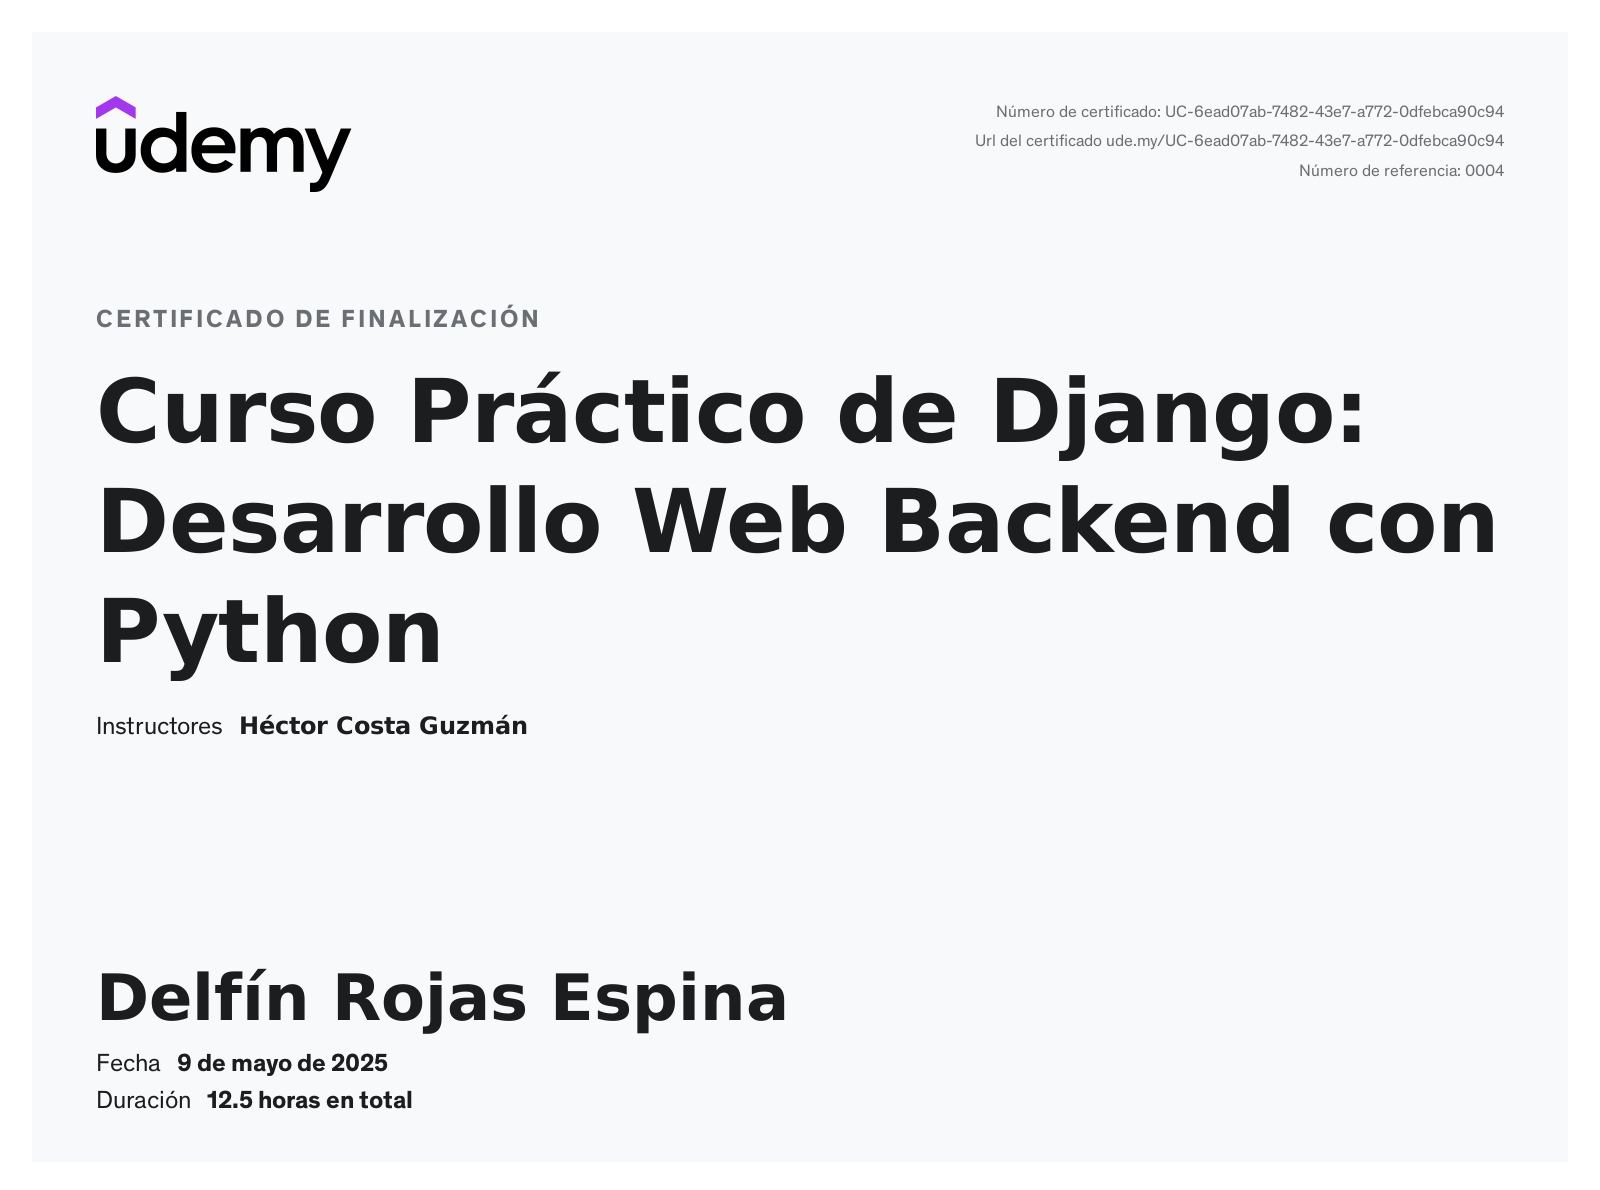 udemy
Número de certificado: UC-6ead07ab-7482-43e7-a772-0dfebca90c94
Url del certificado ude.my/UC-6ead07ab-7482-43e7-a772-0dfebca90c94
Número de referencia: 0004
CERTIFICADO DE FINALIZACIÓN
Curso Práctico de Django:
Desarrollo Web Backend con
Python
Instructores Héctor Costa Guzmán
Delfín Rojas Espina
Fecha 9 de mayo de 2025
Duración 12.5 horas en total